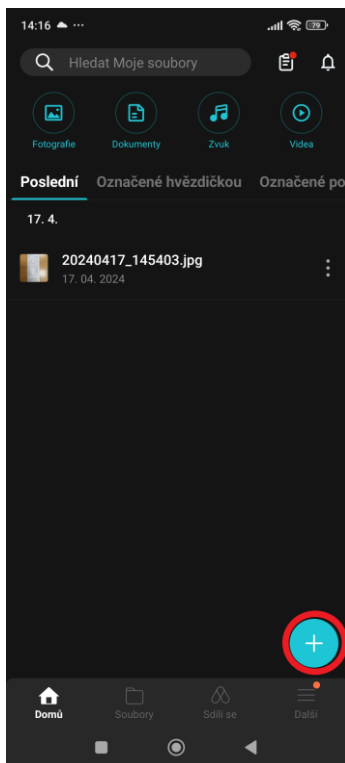 14:16
79
Hledat Moje soubory
Fotografie Dokumenty Zvuk Videa
Poslední Označené hvězdičkou Označené po
17. 4.
20240417_145403.jpg
17. 04. 2024
Domů Soubory Sdílí se Další